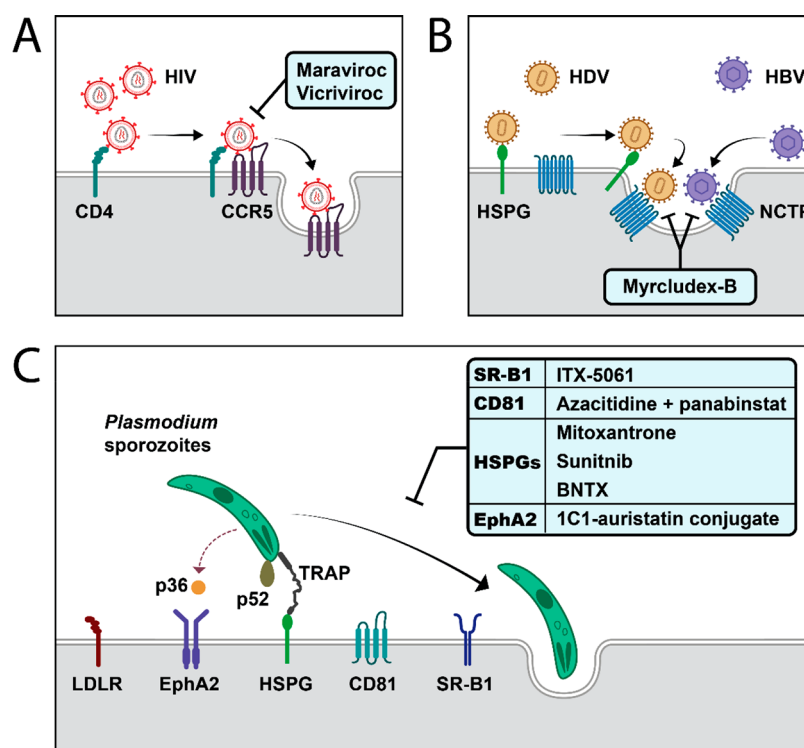 A
HIV
Maraviroc
Vicriviroc
CD4
CCR5
B
HDV
HBV
HSPG
NCTP
Myrcludex-B
C
Plasmodium
sporozoites
SR-B1 ITX-5061
CD81 Azacitidine + panabinstat
HSPGs Mitoxantrone
Sunitnib
BNTX
EphA2 1C1-auristatin conjugate
p36
p52
TRAP
LDLR
EphA2
HSPG
CD81
SR-B1